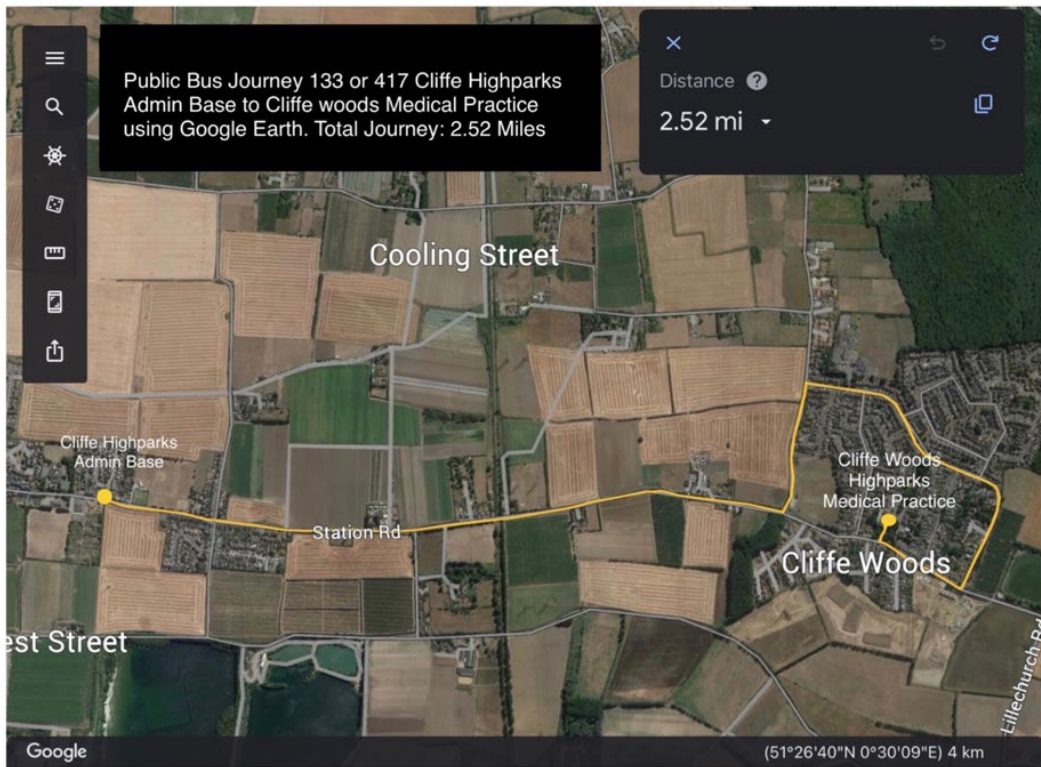 Public Bus Journey 133 or 417 Cliffe Highparks
Admin Base to Cliffe woods Medical Practice
using Google Earth. Total Journey: 2.52 Miles
Distance ?
2.52 mi
Cooling Street
Cliffe Highparks
Admin Base
Station Rd
Cliffe Woods
Highparks
Medical Practice
Cliffe Woods
est Street
Lillechurch Rd
Google
(51°26'40"N 0°30'09"E) 4 km